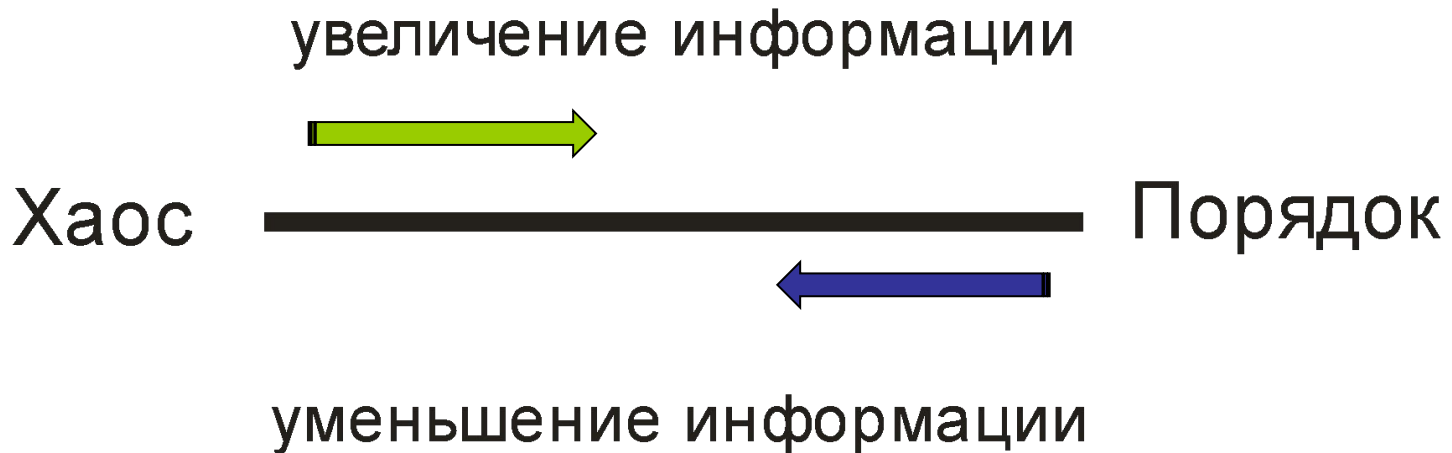 увеличение информации
Хаос
Порядок
уменьшение информации